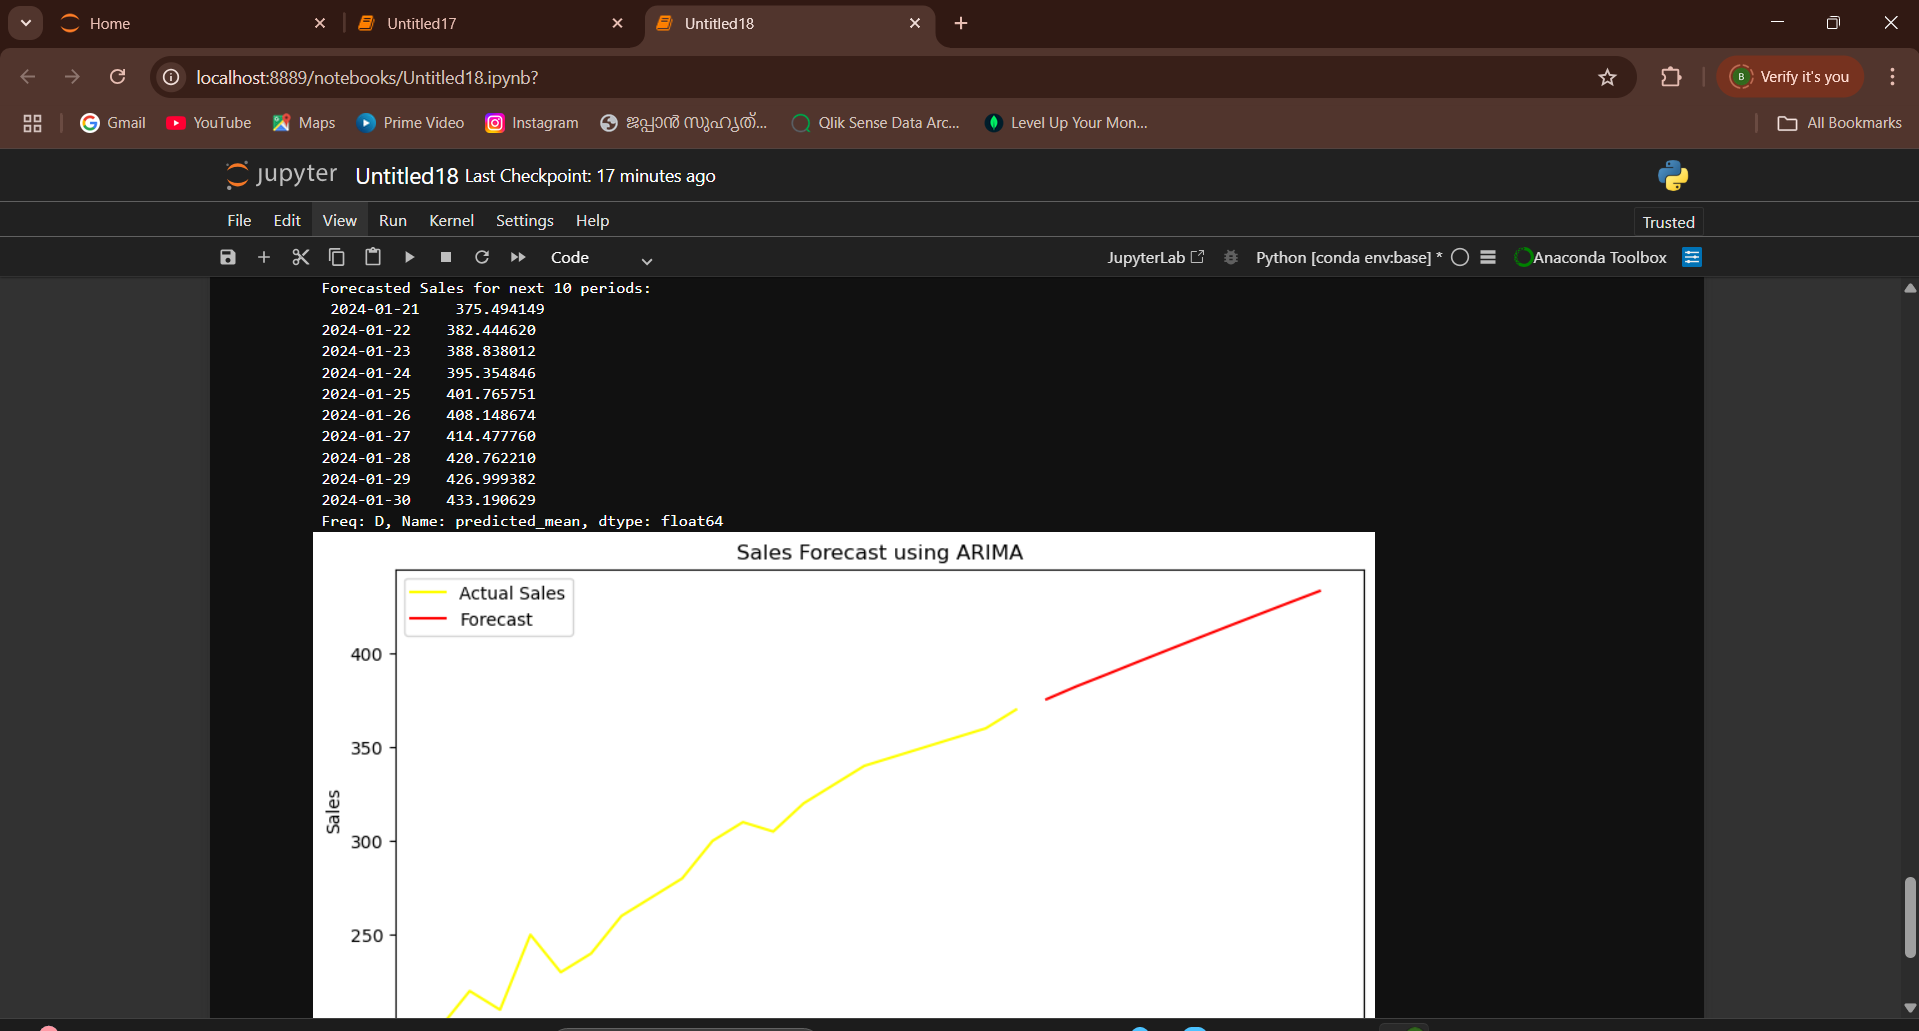 Home
Untitled17
Untitled18
localhost:8889/notebooks/Untitled18.ipynb?
B Verify it's you
Gmail
YouTube
Maps
Prime Video
Instagram
ജപ്പാൻ സുഹൃത്...
Qlik Sense Data Arc...
Level Up Your Mon...
All Bookmarks
jupyter Untitled18 Last Checkpoint: 17 minutes ago
File Edit View Run Kernel Settings Help
Trusted
Code
JupyterLab
Python [conda env:base] *
Anaconda Toolbox
Forecasted Sales for next 10 periods:
2024-01-21 375.494149
2024-01-22 382.444620
2024-01-23 388.838012
2024-01-24 395.354846
2024-01-25 401.765751
2024-01-26 408.148674
2024-01-27 414.477760
2024-01-28 420.762210
2024-01-29 426.999382
2024-01-30 433.190629
Freq: D, Name: predicted_mean, dtype: float64
Sales Forecast using ARIMA
Actual Sales
Forecast
400
350
300
250
Sales